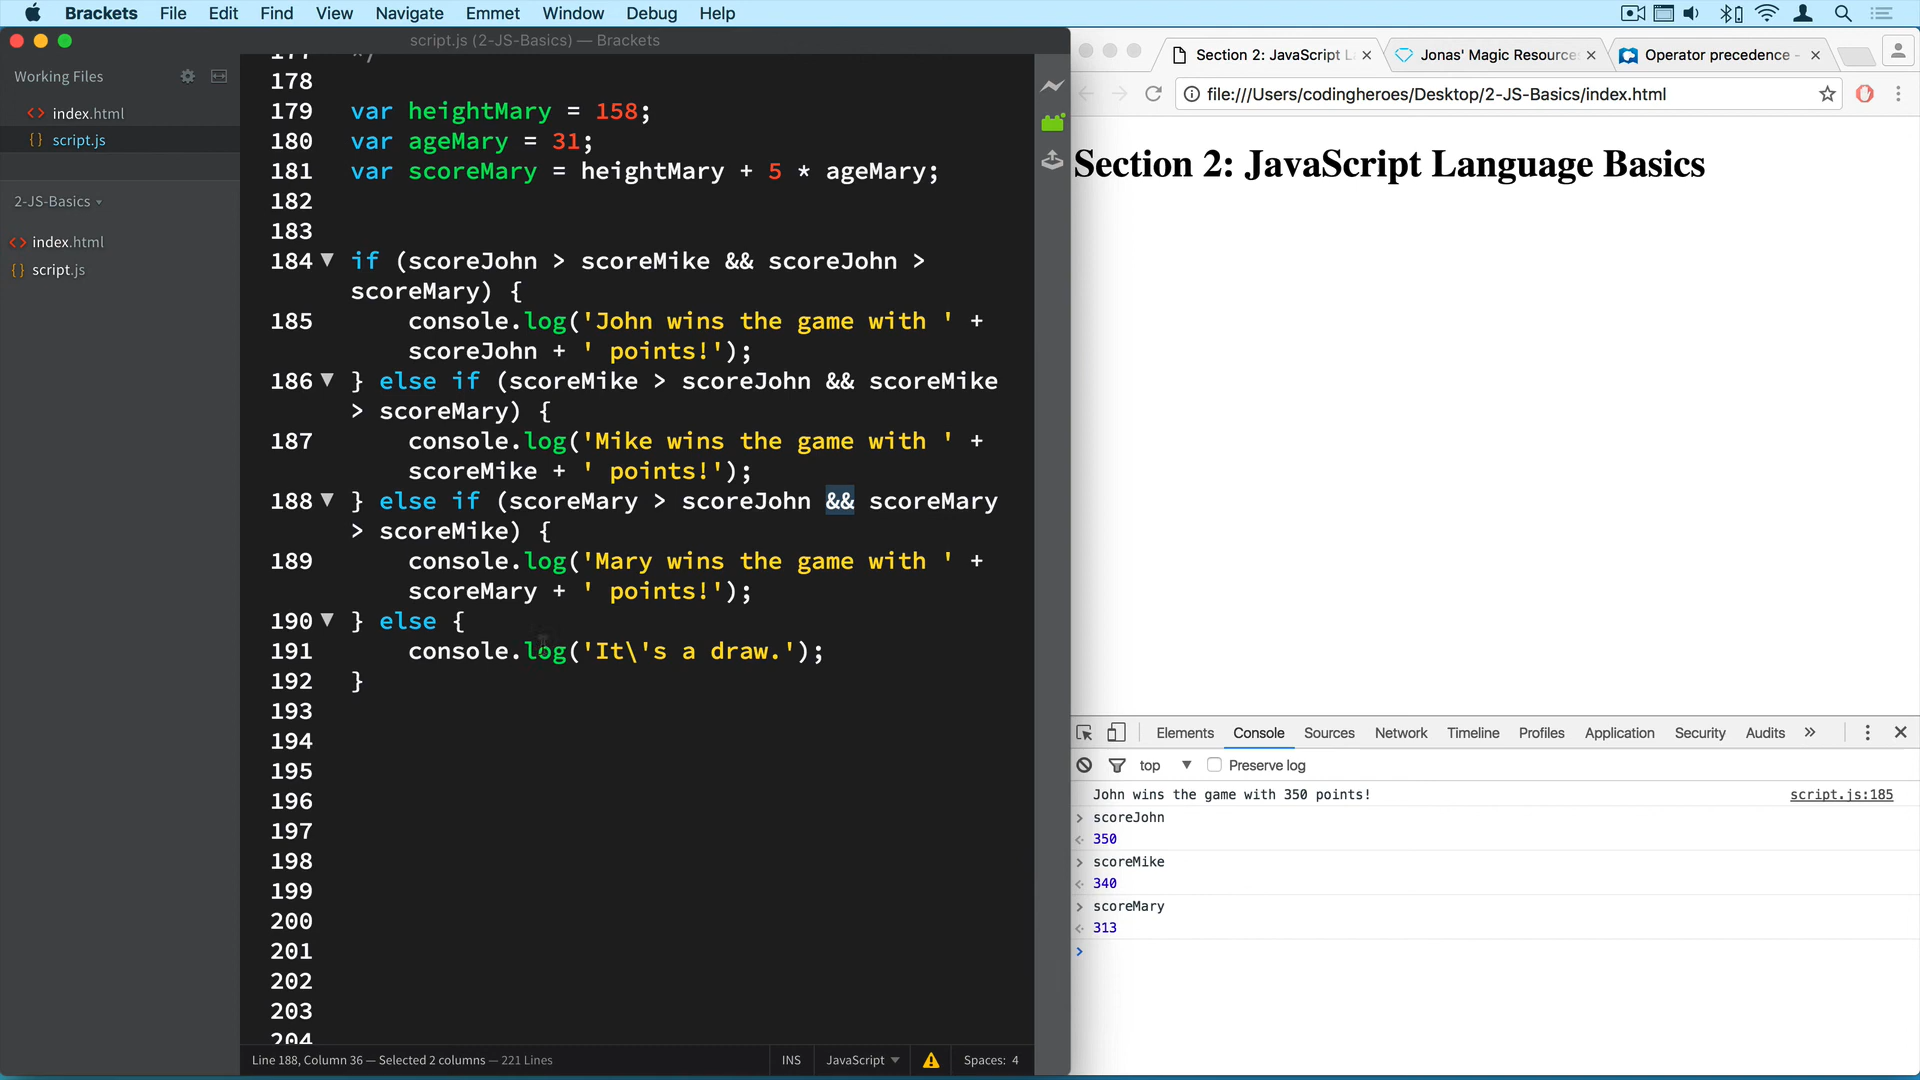 Brackets File Edit Find View Navigate Emmet Window Debug Help
script.js (2-JS-Basics) — Brackets
Working Files
index.html
script.js
2-JS-Basics
index.html
script.js
177 */
178
179 var heightMary = 158;
180 var ageMary = 31;
181 var scoreMary = heightMary + 5 * ageMary;
182
183
184 if (scoreJohn > scoreMike && scoreJohn >
scoreMary) {
185 console.log('John wins the game with ' +
scoreJohn + ' points!');
186 } else if (scoreMike > scoreJohn && scoreMike
> scoreMary) {
187 console.log('Mike wins the game with ' +
scoreMike + ' points!');
188 } else if (scoreMary > scoreJohn && scoreMary
> scoreMike) {
189 console.log('Mary wins the game with ' +
scoreMary + ' points!');
190 } else {
191 console.log('It\'s a draw.');
192 }
193
194
195
196
197
198
199
200
201
202
203
204
Line 188, Column 36 — Selected 2 columns — 221 Lines
INS JavaScript Spaces: 4
Section 2: JavaScript L
Jonas' Magic Resource
Operator precedence -
file:///Users/codingheroes/Desktop/2-JS-Basics/index.html
Section 2: JavaScript Language Basics
Elements Console Sources Network Timeline Profiles Application Security Audits »
top Preserve log
John wins the game with 350 points! script.js:185
> scoreJohn
350
> scoreMike
340
> scoreMary
313
>